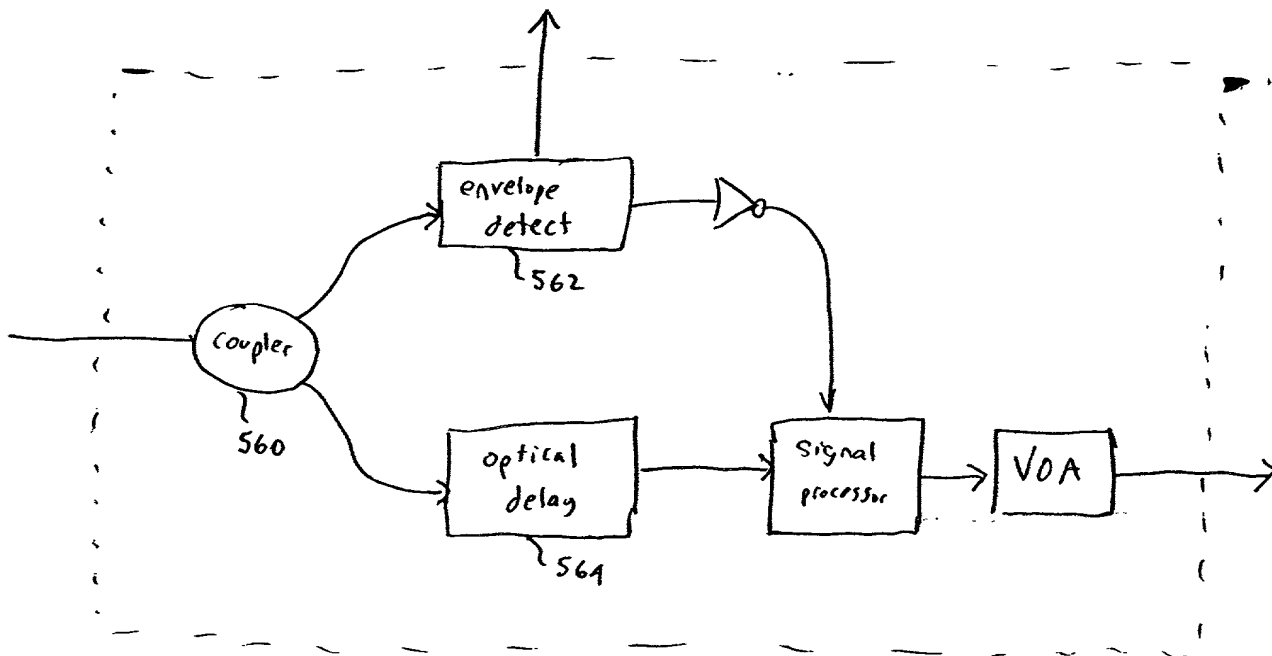 envelope
detect
562
coupler
560
optical
delay
564
signal
processor
VOA